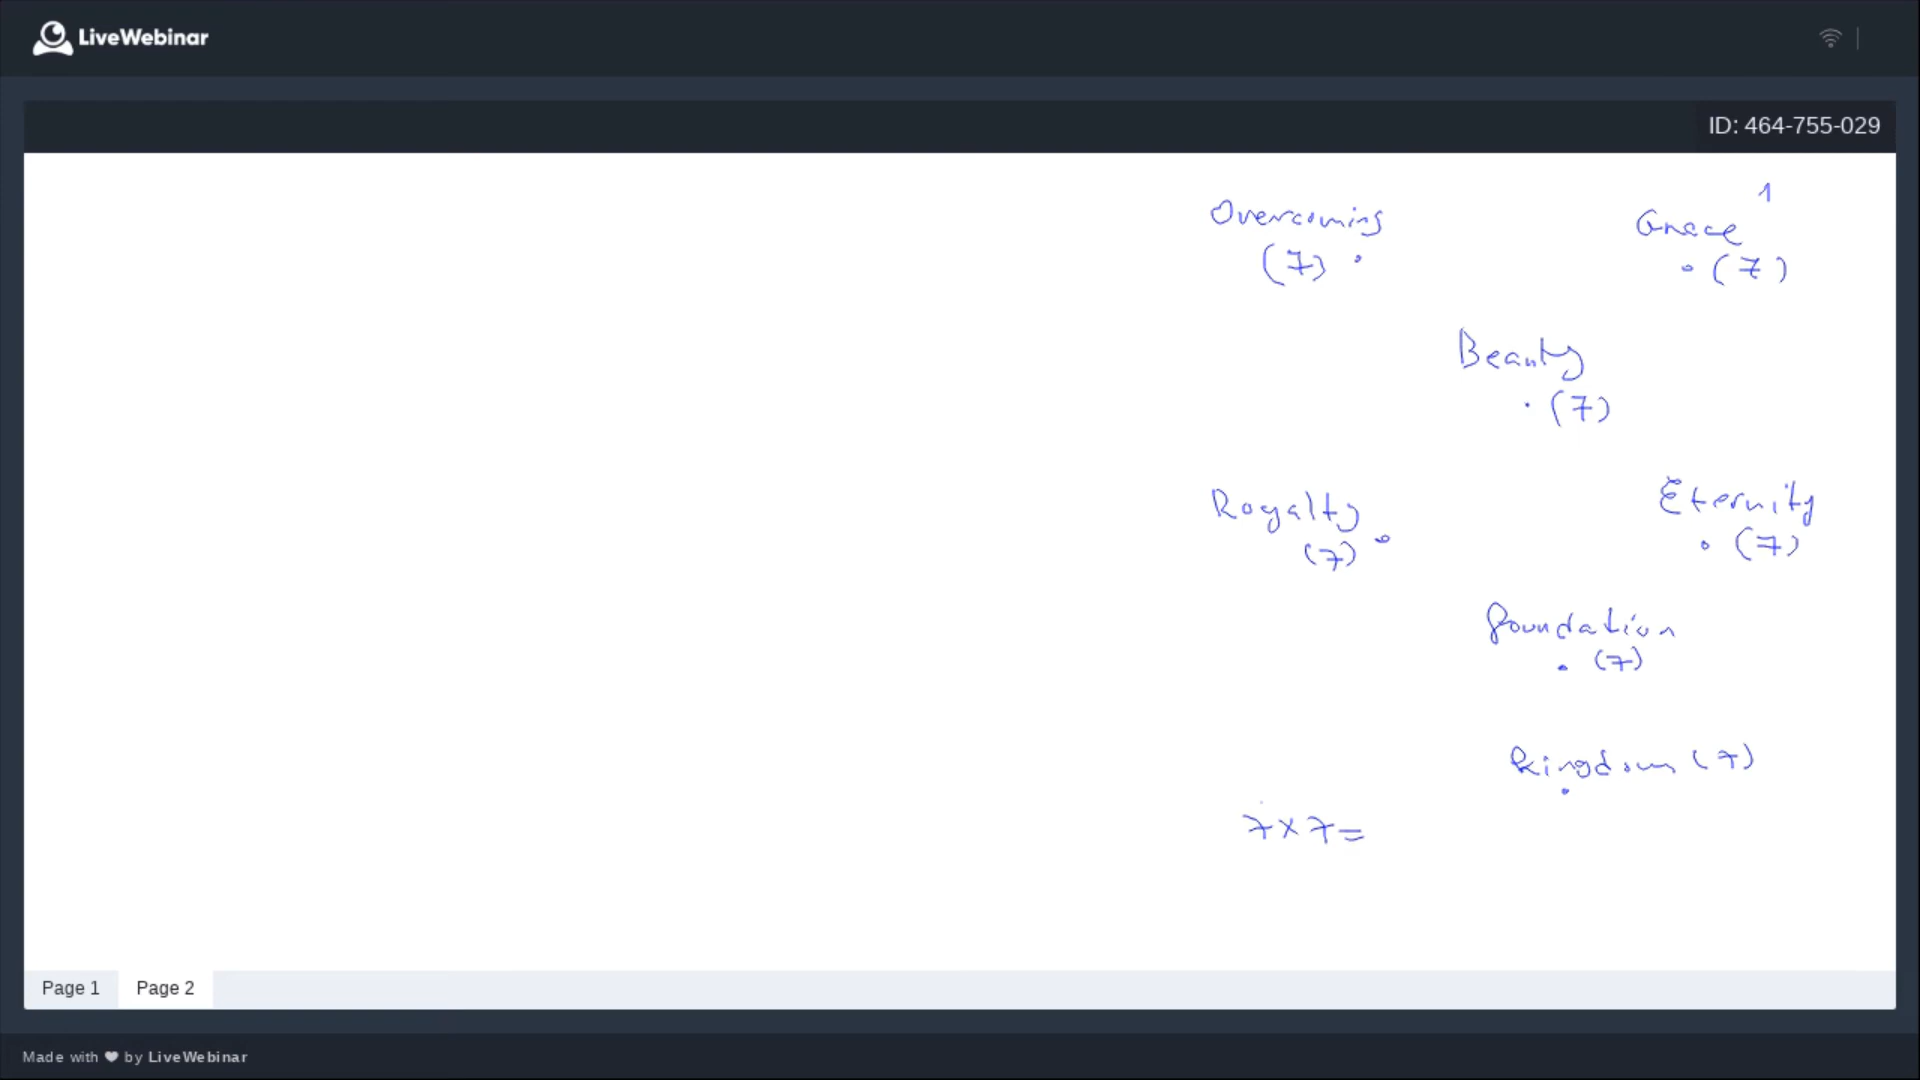 LiveWebinar
ID: 464-755-029
1
Overcoming
Grace
(7)
(7)
Beauty
(7)
Royalty
Eternity
(7)
(7)
foundation
(7)
kingdom (7)
7x7=
Page 1
Page 2
Made with ♥ by LiveWebinar